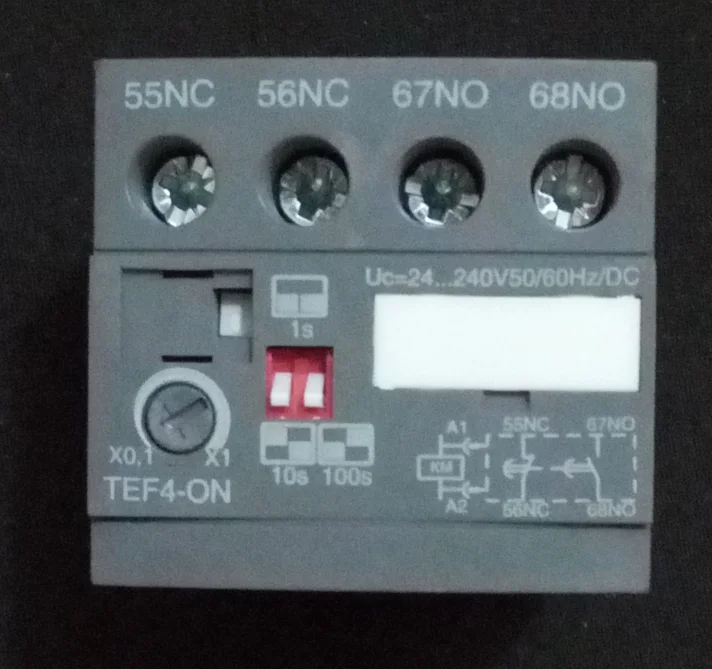 55NC 56NC 67NO 68NO
Uc=24...240V50/60Hz/DC
1s
X0,1 X1
10s 100s
TEF4-ON
A1 55NC 67NO
KM
A2 56NC 68NO